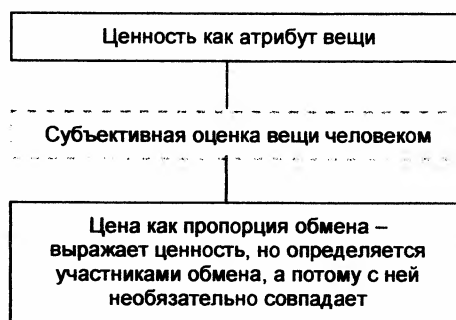 Ценность как атрибут вещи
Субъективная оценка вещи человеком
Цена как пропорция обмена –
выражает ценность, но определяется
участниками обмена, а потому с ней
необязательно совпадает